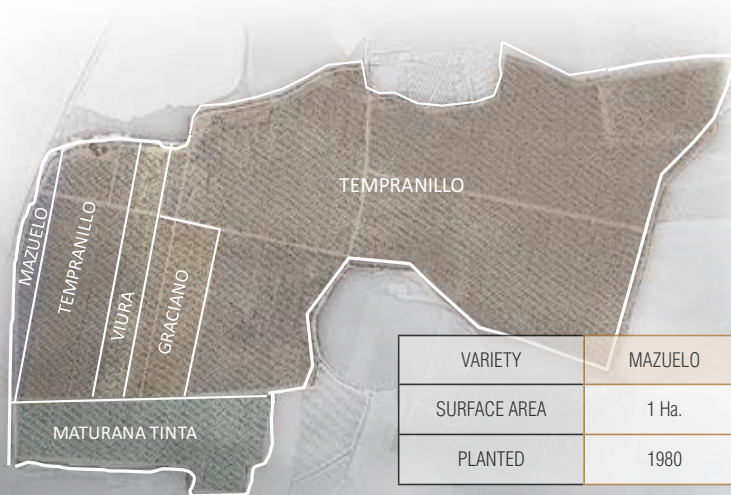 TEMPRANILLO
MAZUELO
TEMPRANILLO
VIURA
GRACIANO
MATURANA TINTA
VARIETY MAZUELO
SURFACE AREA 1 Ha.
PLANTED 1980